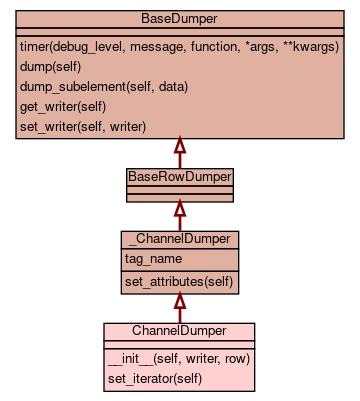 BaseDumper
timer(debug_level, message, function, *args, **kwargs)
dump(self)
dump_subelement(self, data)
get_writer(self)
set_writer(self, writer)
BaseRowDumper
_ChannelDumper
tag_name
set_attributes(self)
ChannelDumper
__init__(self, writer, row)
set_iterator(self)